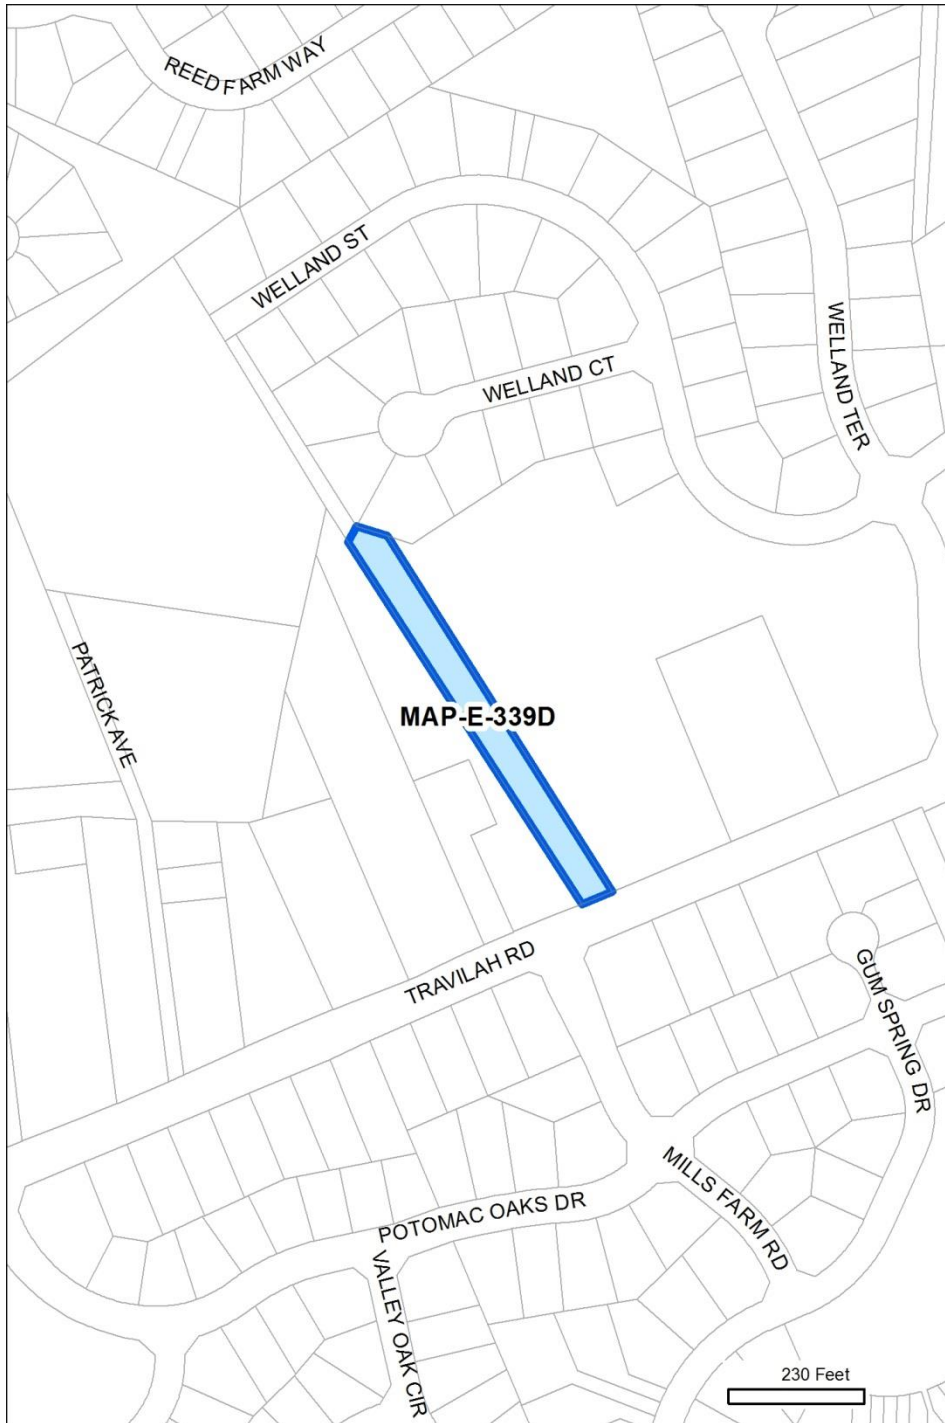 REED FARM WAY
WELLAND ST
WELLAND TER
WELLAND CT
PATRICK AVE
MAP-E-339D
TRAVILAH RD
GUM SPRING DR
MILLS FARM RD
POTOMAC OAKS DR
VALLEY OAK CIR
230 Feet